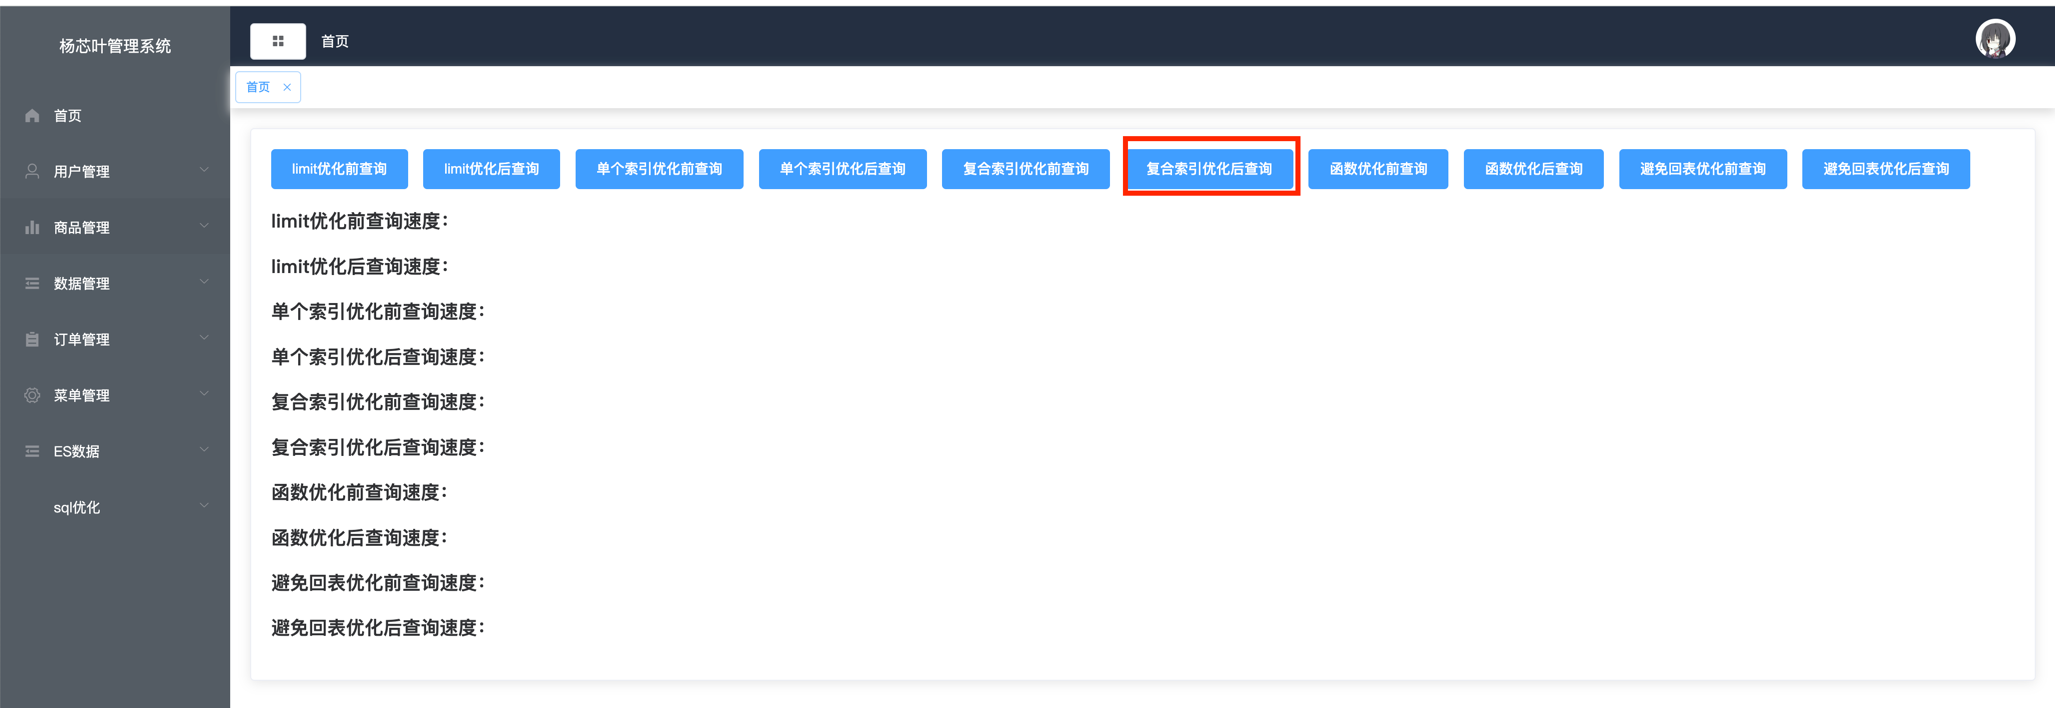 杨芯叶管理系统
首页
首页
首页
用户管理
商品管理
数据管理
订单管理
菜单管理
ES数据
sql优化
limit优化前查询 limit优化后查询 单个索引优化前查询 单个索引优化后查询 复合索引优化前查询 复合索引优化后查询 函数优化前查询 函数优化后查询 避免回表优化前查询 避免回表优化后查询
limit优化前查询速度：
limit优化后查询速度：
单个索引优化前查询速度：
单个索引优化后查询速度：
复合索引优化前查询速度：
复合索引优化后查询速度：
函数优化前查询速度：
函数优化后查询速度：
避免回表优化前查询速度：
避免回表优化后查询速度：